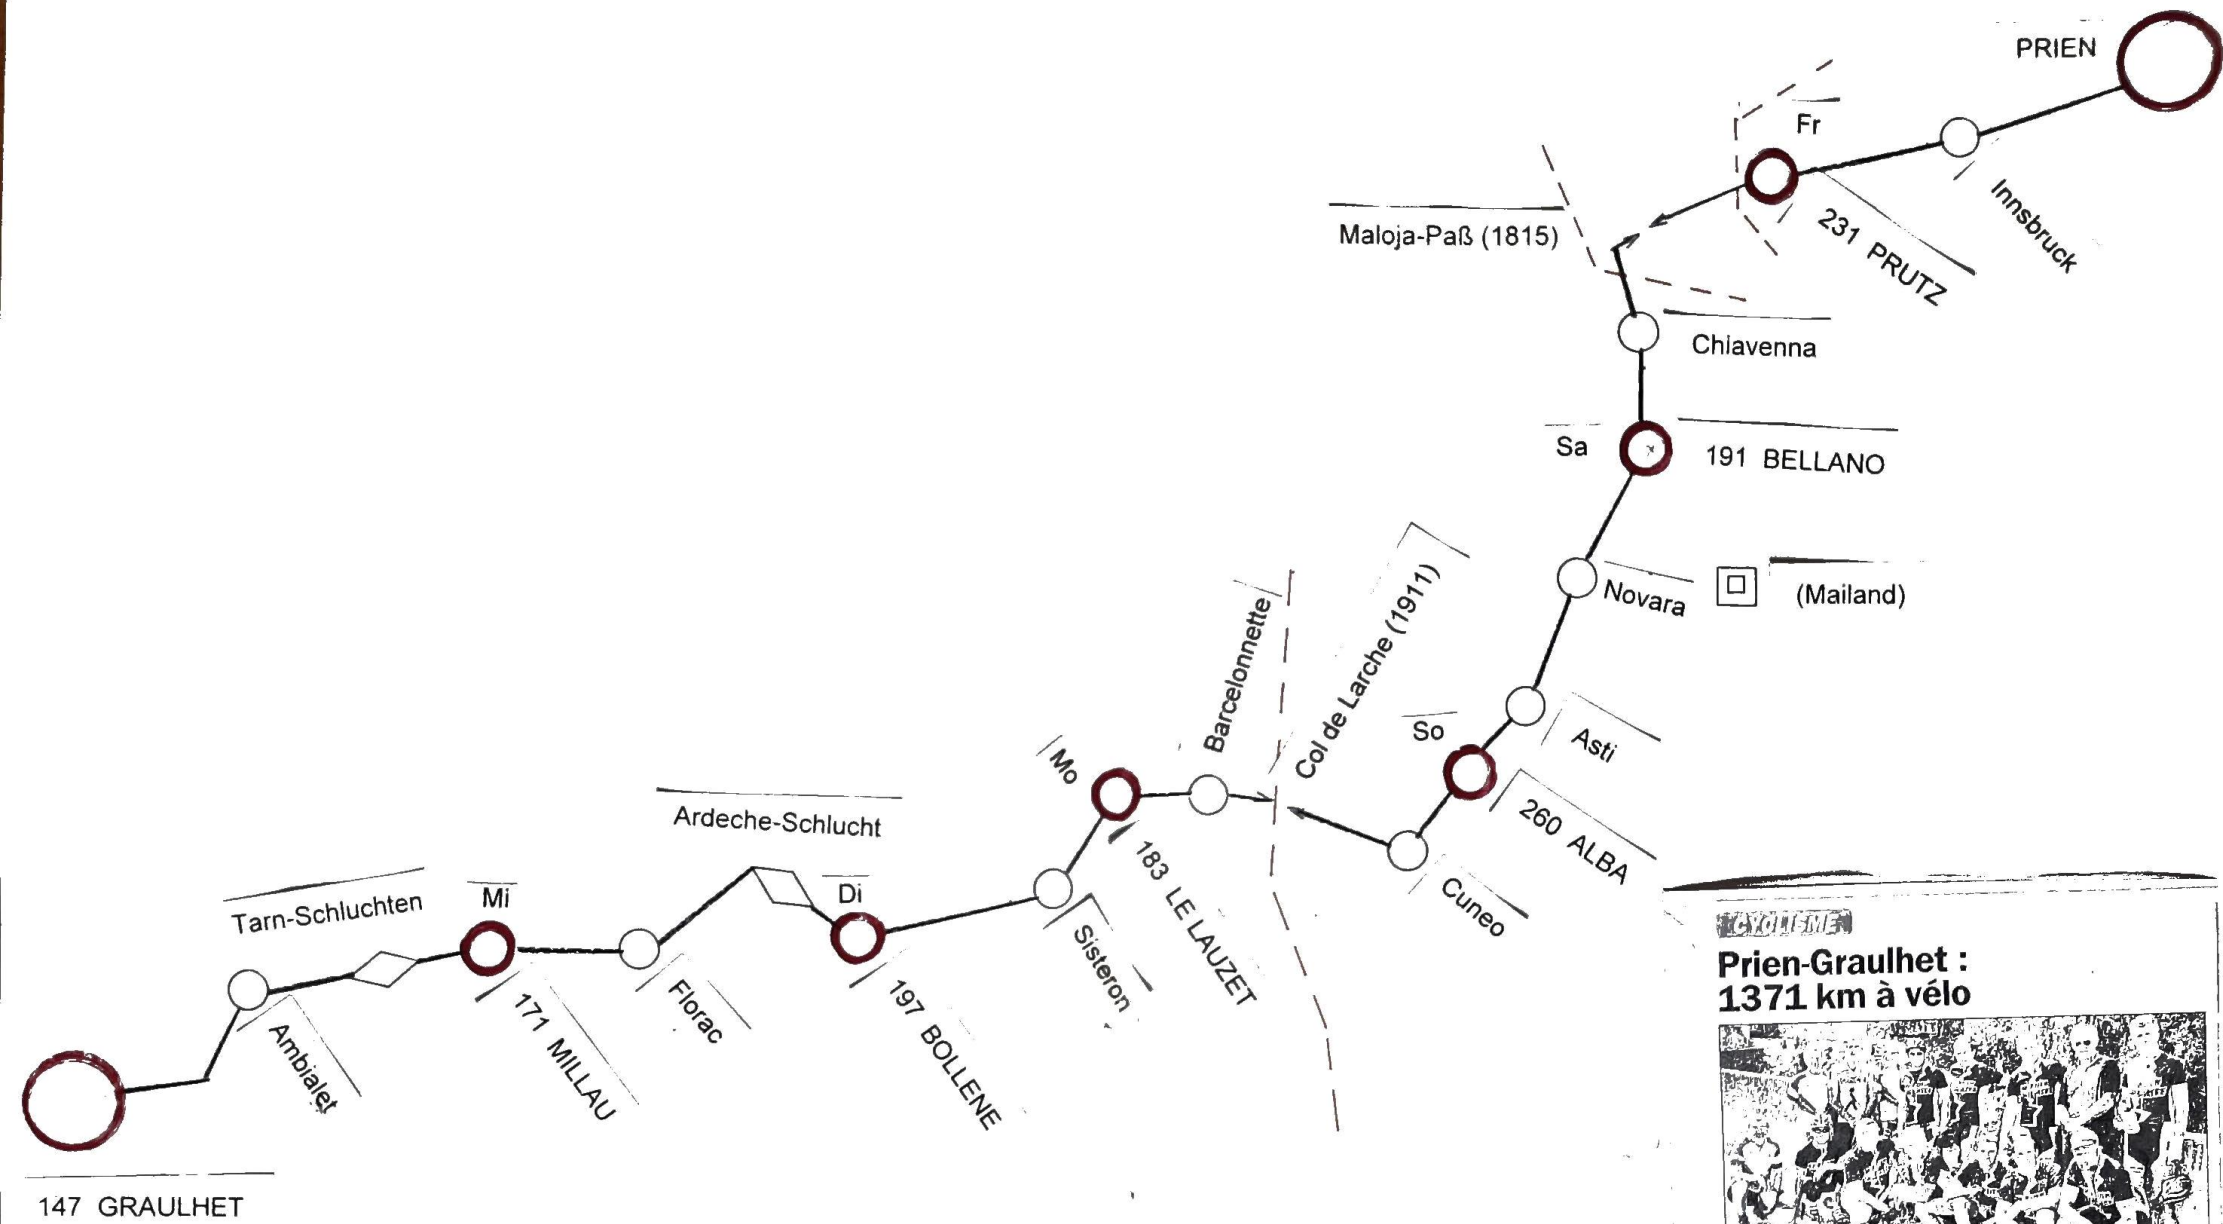 PRIEN
Fr
Innsbruck
231 PRUTZ
Maloja-Paß (1815)
Chiavenna
Sa
191 BELLANO
Novara
(Mailand)
Asti
So
260 ALBA
Cuneo
Col de Larche (1911)
Barcelonnette
Mo
183 LE LAUZET
Sisteron
Ardeche-Schlucht
Di
197 BOLLENE
Florac
Mi
171 MILLAU
Tarn-Schluchten
Ambialet
147 GRAULHET
CYCLISME
Prien-Graulhet :
1371 km à vélo